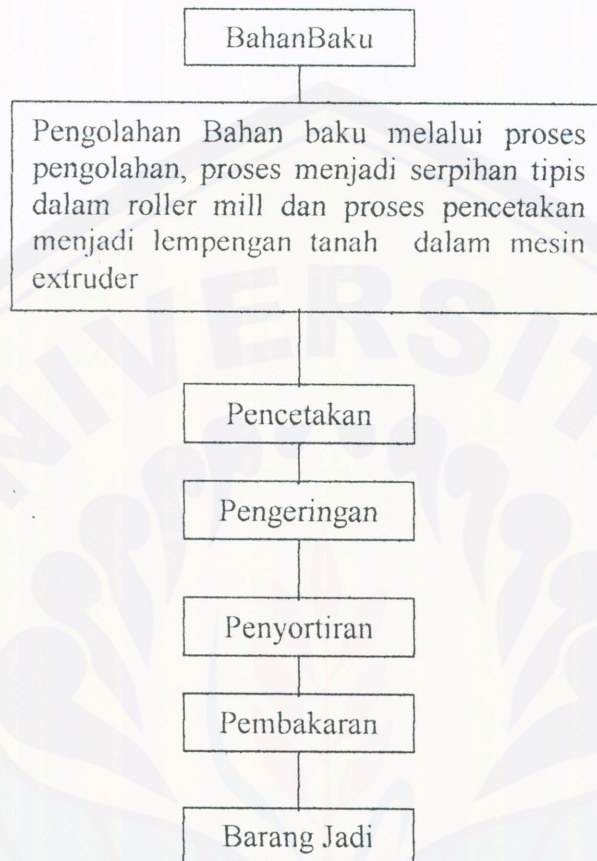 BahanBaku
Pengolahan Bahan baku melalui proses
pengolahan, proses menjadi serpihan tipis
dalam roller mill dan proses pencetakan
menjadi lempengan tanah dalam mesin
extruder
Pencetakan
Pengeringan
Penyortiran
Pembakaran
Barang Jadi